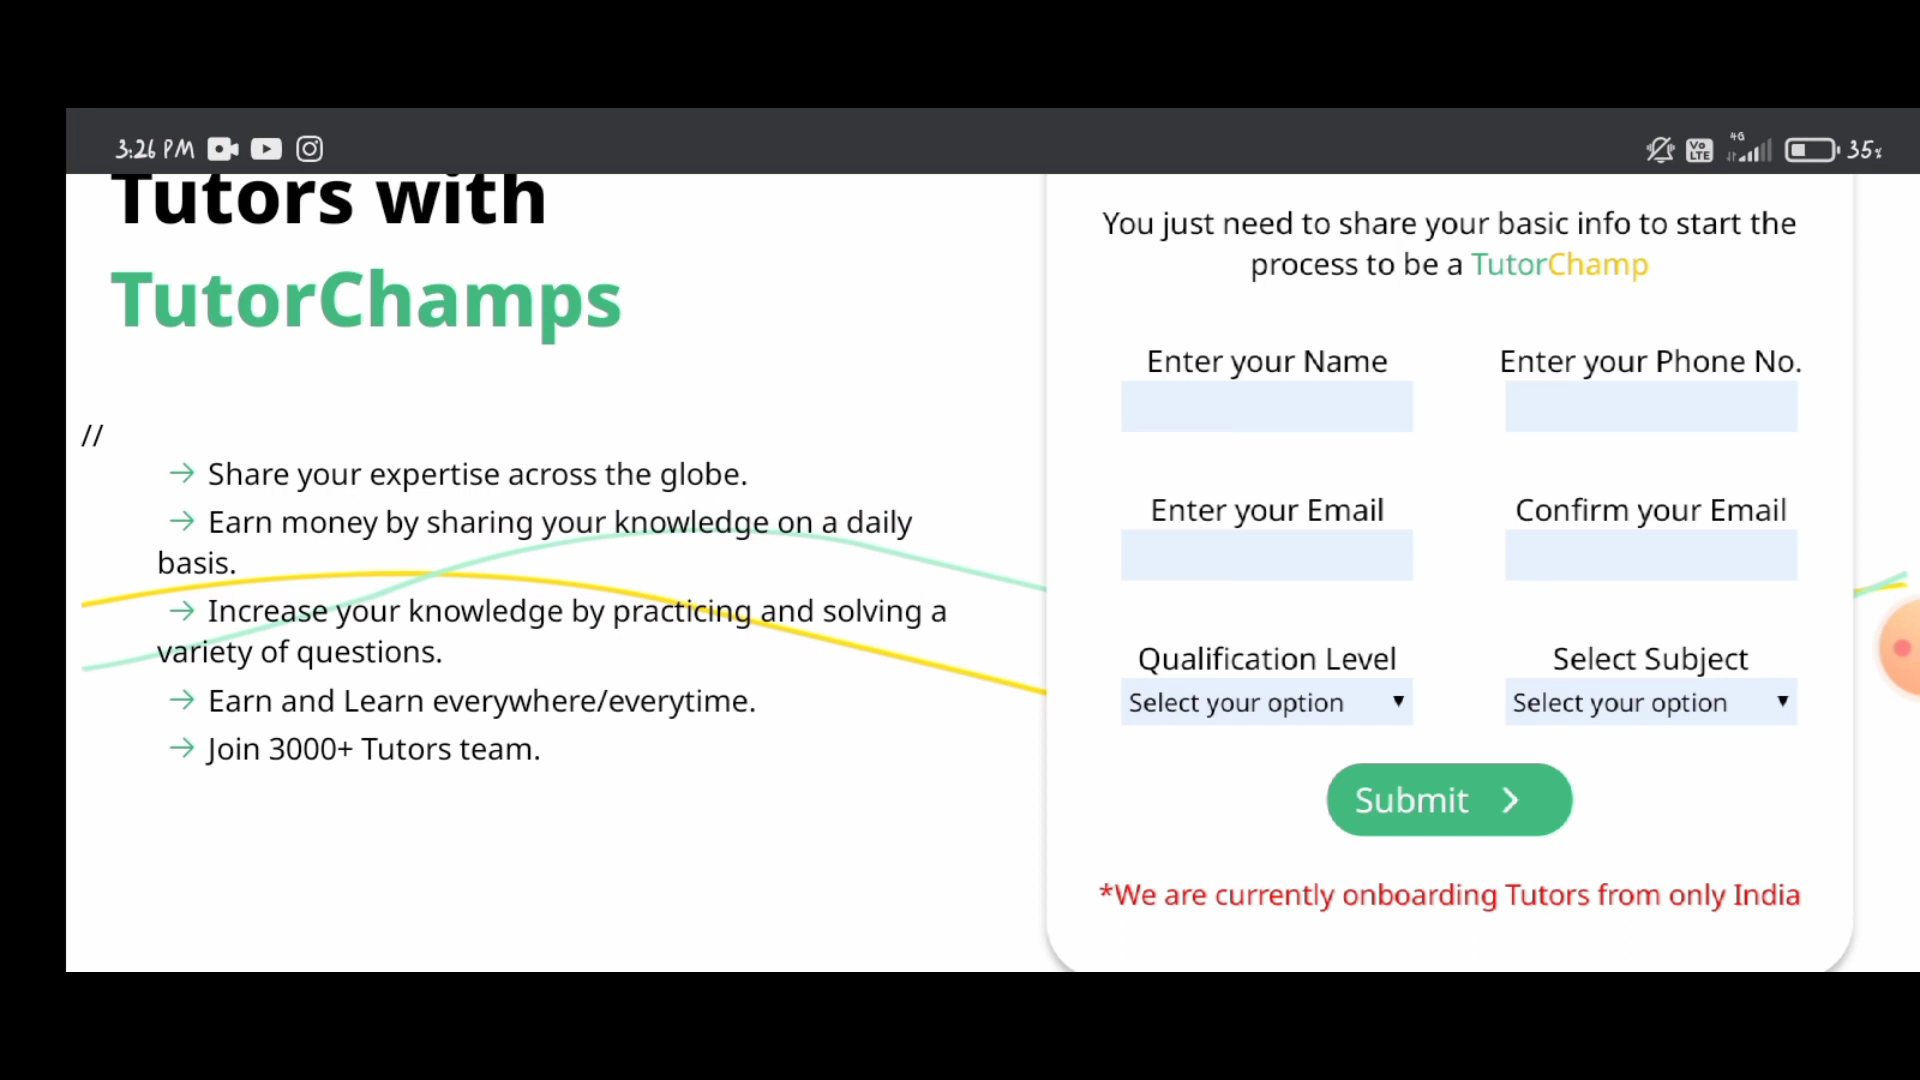 3:26 PM
4G
Vo LTE
35%
Tutors with
TutorChamps
//
→ Share your expertise across the globe.
→ Earn money by sharing your knowledge on a daily
basis.
→ Increase your knowledge by practicing and solving a
variety of questions.
→ Earn and Learn everywhere/everytime.
→ Join 3000+ Tutors team.
You just need to share your basic info to start the
process to be a TutorChamp
Enter your Name
Enter your Phone No.
Enter your Email
Confirm your Email
Qualification Level
Select Subject
Select your option
Select your option
Submit
*We are currently onboarding Tutors from only India